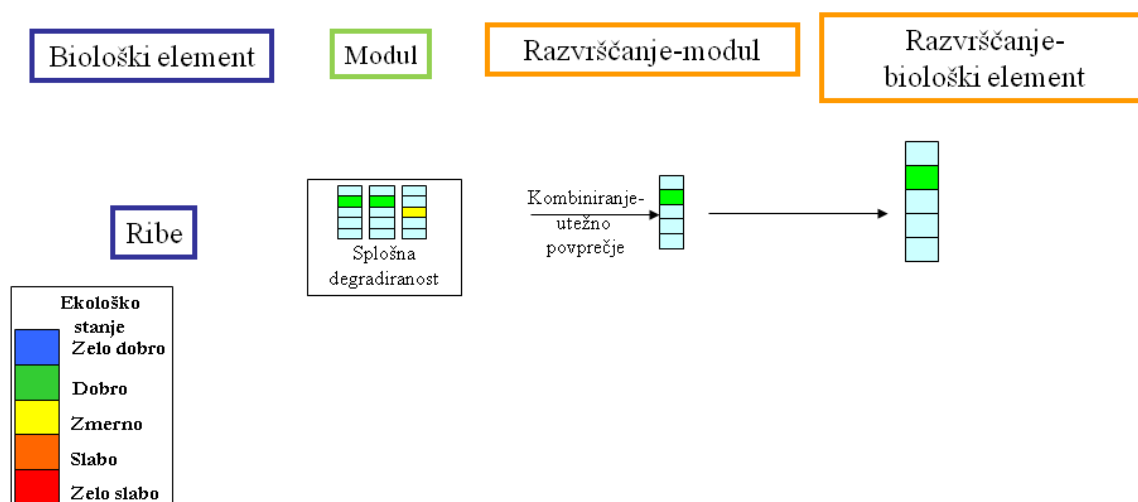 Biološki element
Modul
Razvrščanje-modul
Razvrščanje-
biološki element
Ribe
Splošna
degradiranost
Kombiniranje-
utežno
povprečje
Ekološko
stanje
Zelo dobro
Dobro
Zmerno
Slabo
Zelo slabo